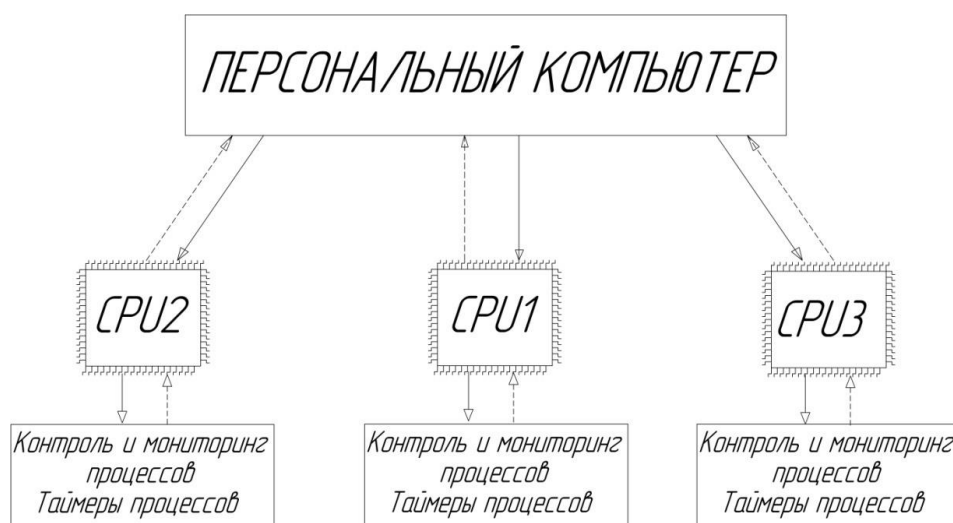 ПЕРСОНАЛЬНЫЙ КОМПЬЮТЕР
CPU2
CPU1
CPU3
Контроль и мониторинг
процессов
Таймеры процессов
Контроль и мониторинг
процессов
Таймеры процессов
Контроль и мониторинг
процессов
Таймеры процессов